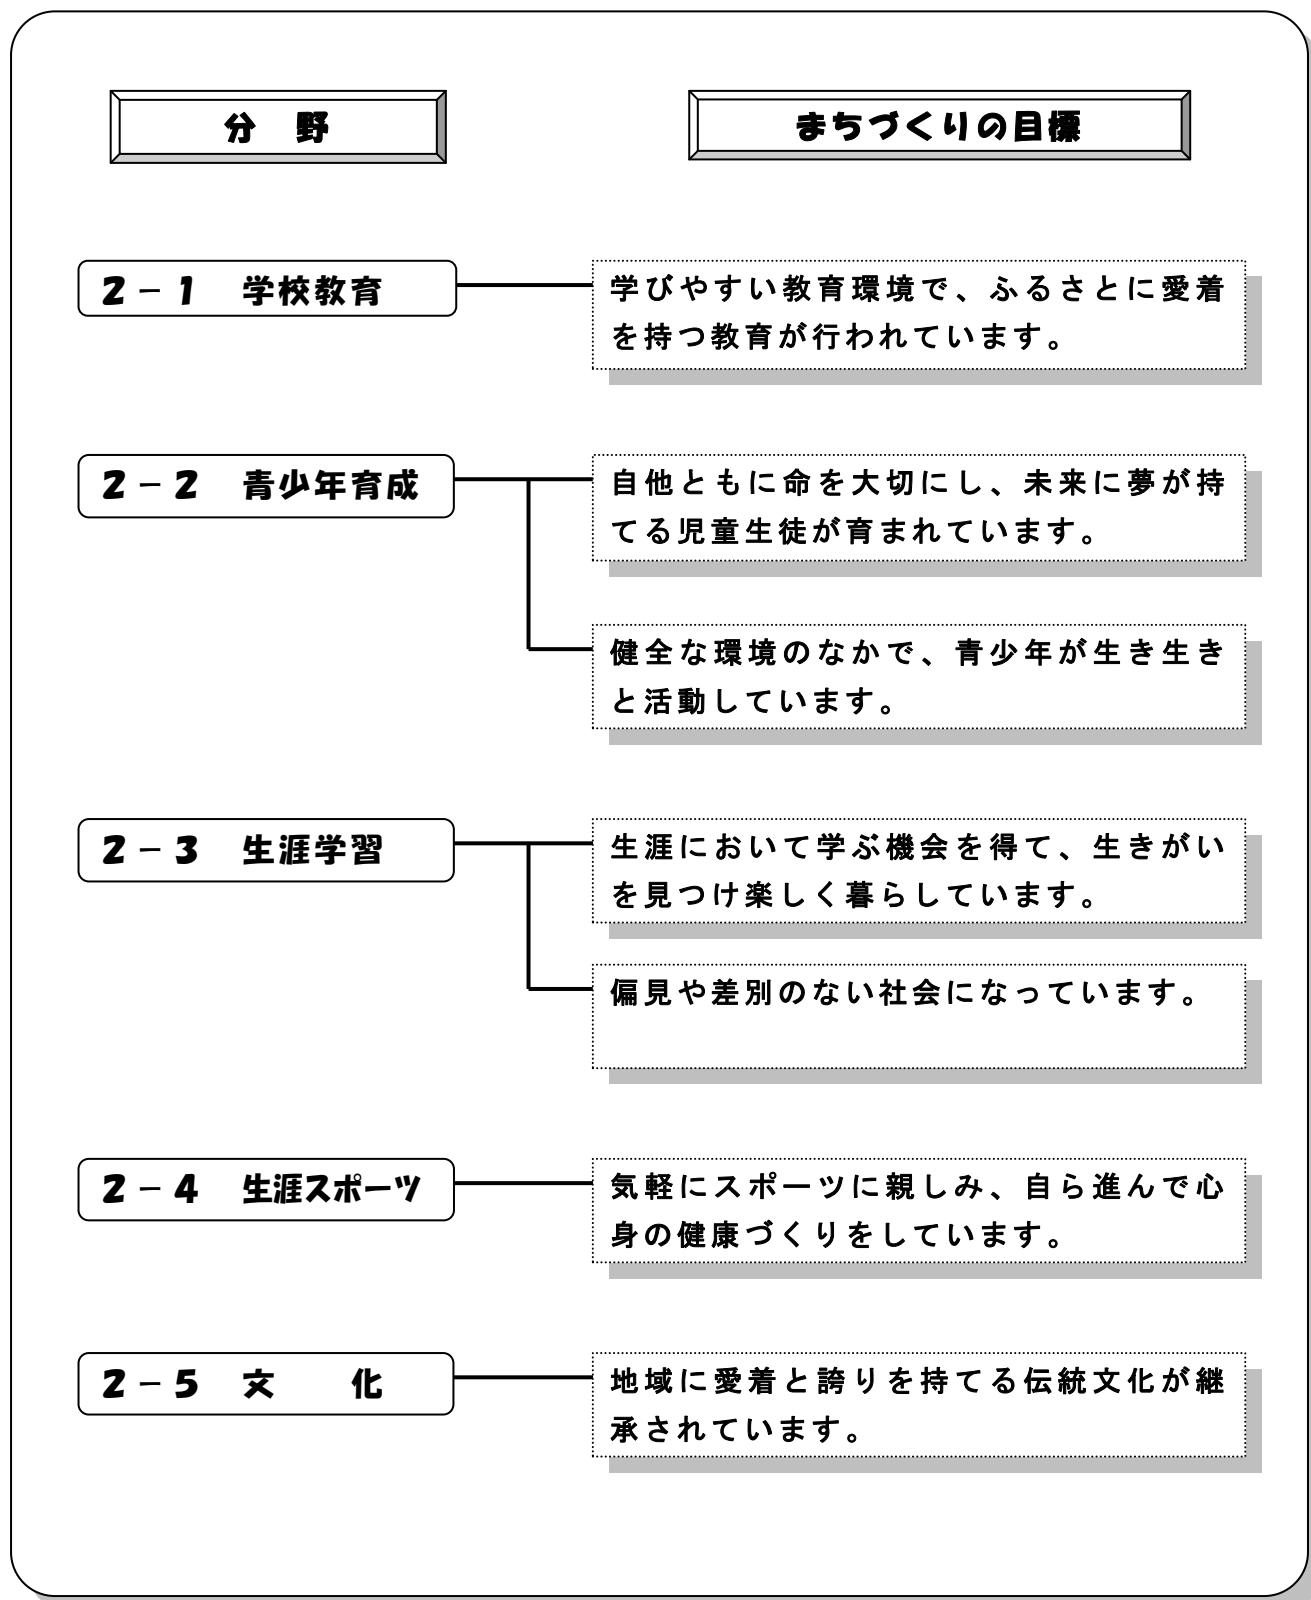 分　野
まちづくりの目標
２－１　学校教育
学びやすい教育環境で、ふるさとに愛着
を持つ教育が行われています。
２－２　青少年育成
自他ともに命を大切にし、未来に夢が持
てる児童生徒が育まれています。
健全な環境のなかで、青少年が生き生き
と活動しています。
２－３　生涯学習
生涯において学ぶ機会を得て、生きがい
を見つけ楽しく暮らしています。
偏見や差別のない社会になっています。
２－４　生涯スポーツ
気軽にスポーツに親しみ、自ら進んで心
身の健康づくりをしています。
２－５　文　　化
地域に愛着と誇りを持てる伝統文化が継
承されています。